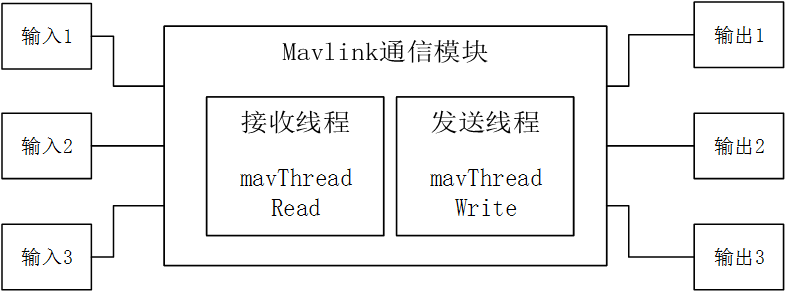 Mavlink通信模块
输入1
输入2
输入3
接收线程
mavThread
Read
发送线程
mavThread
Write
输出1
输出2
输出3